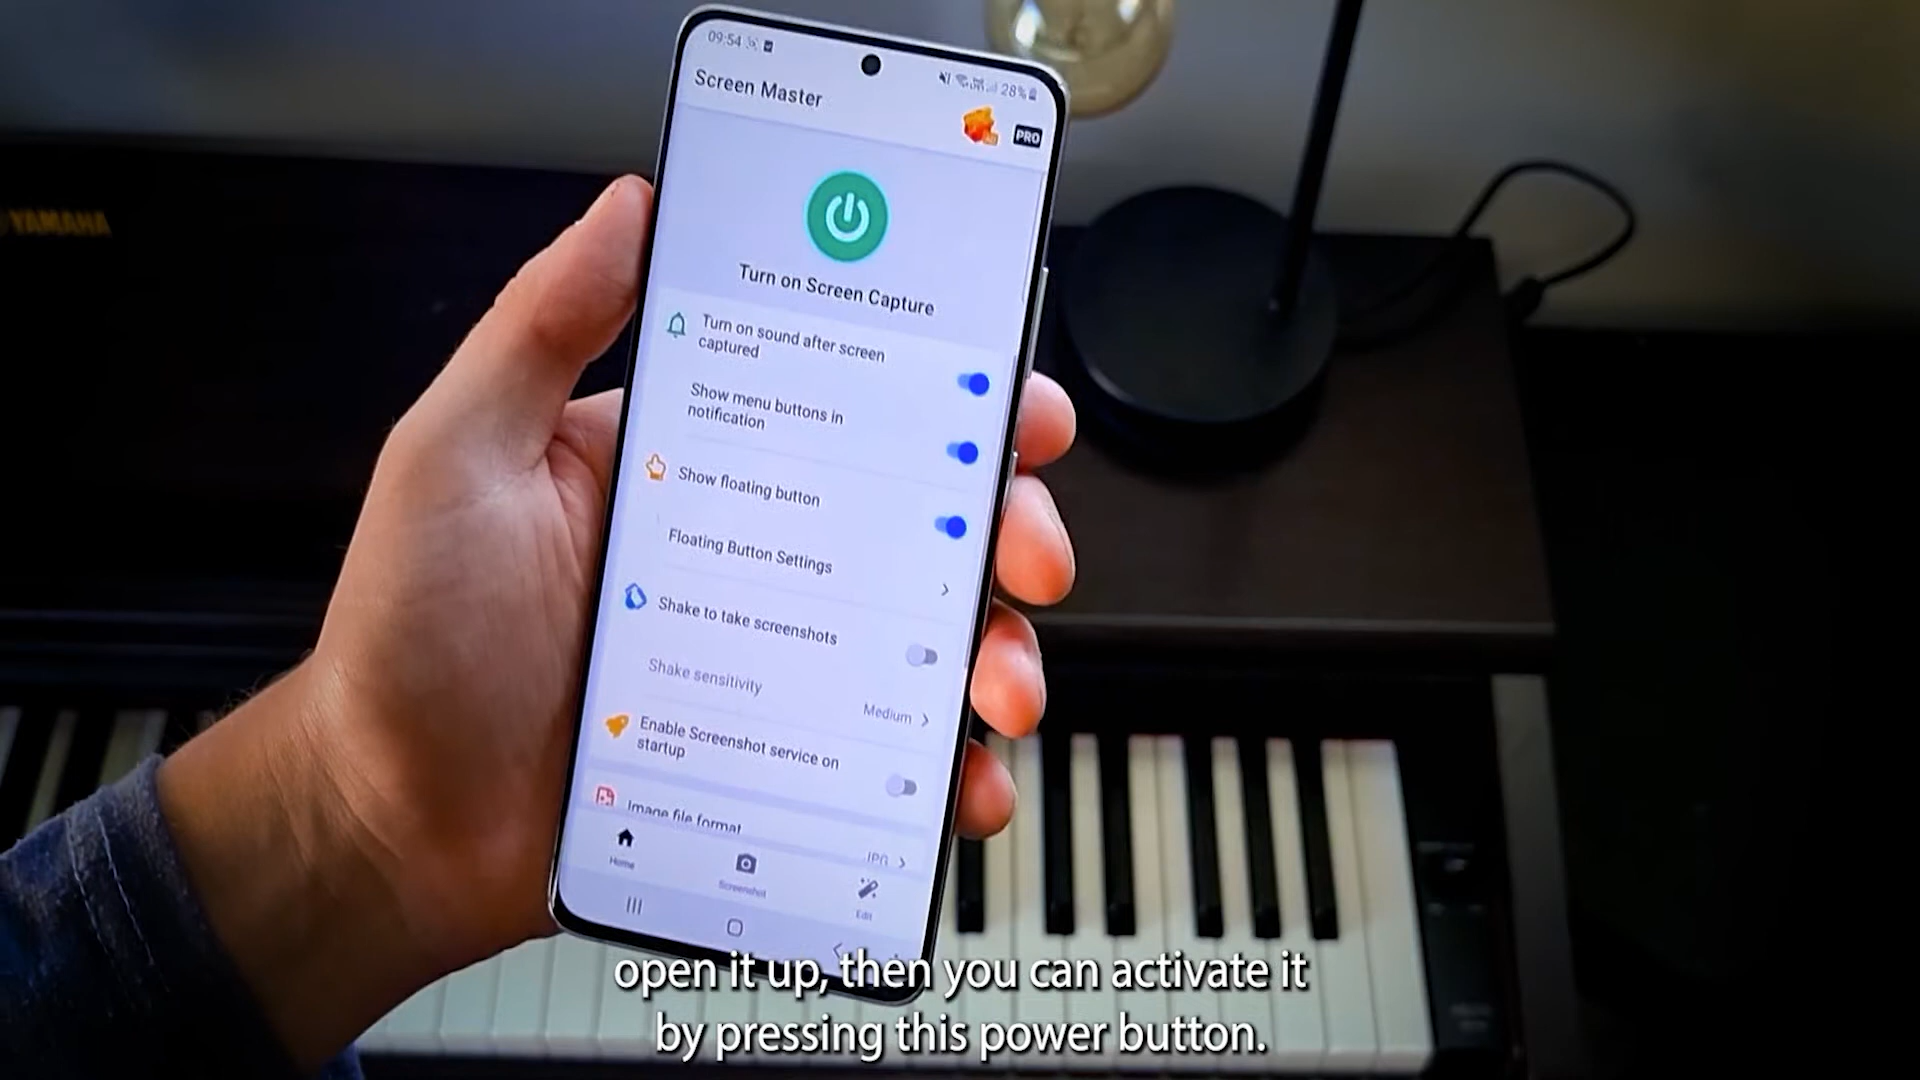 09:54
28%
Screen Master
PRO
YAMAHA
Turn on Screen Capture
Turn on sound after screen
captured
Show menu buttons in
notification
Show floating button
Floating Button Settings
Shake to take screenshots
Shake sensitivity
Medium
Enable Screenshot service on
startup
Image file format
JPG
Home
Screenshot
Edit
open it up, then you can activate it
by pressing this power button.